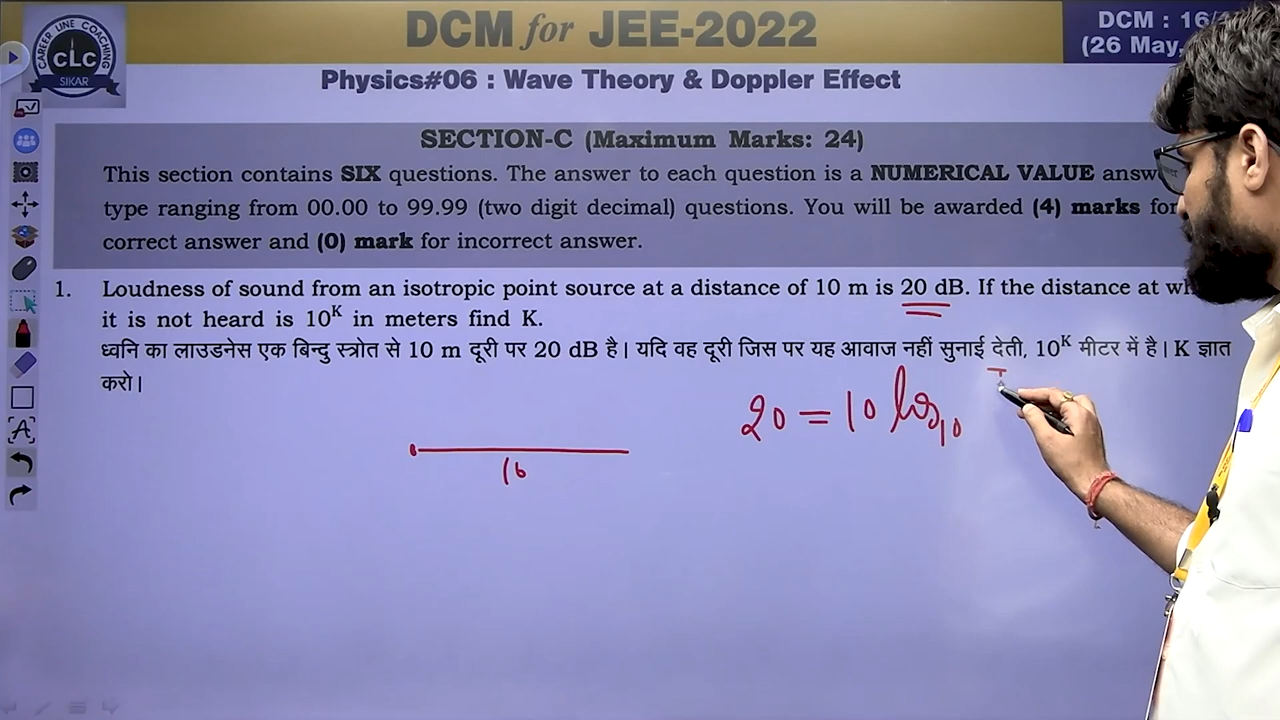 DCM for JEE-2022
DCM : 16/
(26 May,
CAREER LINE COACHING
CLC
SIKAR
Physics#06 : Wave Theory & Doppler Effect
SECTION-C (Maximum Marks: 24)
This section contains SIX questions. The answer to each question is a NUMERICAL VALUE answ
type ranging from 00.00 to 99.99 (two digit decimal) questions. You will be awarded (4) marks for
correct answer and (0) mark for incorrect answer.
1. Loudness of sound from an isotropic point source at a distance of 10 m is 20 dB. If the distance at wh
it is not heard is 10ᴷ in meters find K.
ध्वनि का लाउडनेस एक बिन्दु स्त्रोत से 10 m दूरी पर 20 dB है। यदि वह दूरी जिस पर यह आवाज नहीं सुनाई देती, 10ᴷ मीटर में है। K ज्ञात
करो।
20 = 10 log₁₀
10